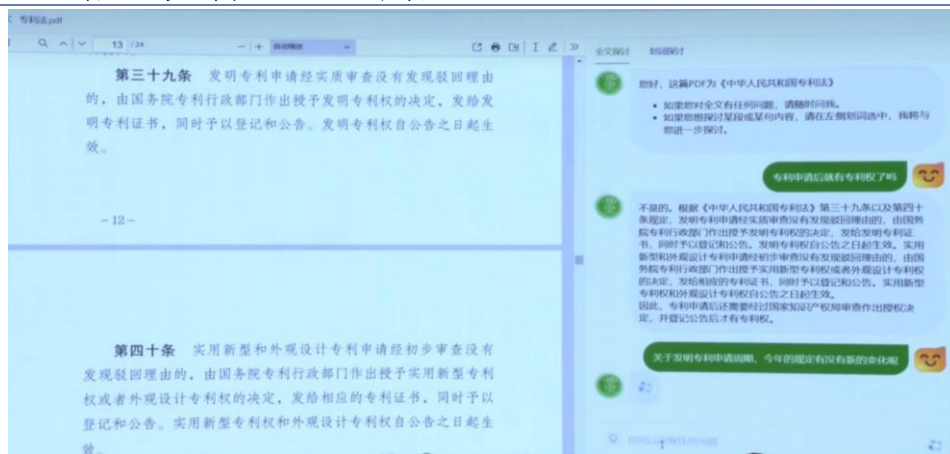 专利法.pdf
13 /24
自动缩放
第三十九条 发明专利申请经实质审查没有发现驳回理由
的，由国务院专利行政部门作出授予发明专利权的决定，发给发
明专利证书，同时予以登记和公告。发明专利权自公告之日起生
效。
－12－
第四十条 实用新型和外观设计专利申请经初步审查没有
发现驳回理由的，由国务院专利行政部门作出授予实用新型专利
权或者外观设计专利权的决定，发给相应的专利证书，同时予以
登记和公告。实用新型专利权和外观设计专利权自公告之日起生
效。
全文探讨 划词探讨
您好，这篇PDF为《中华人民共和国专利法》
如果您对全文有任何问题，请随时问我。
如果您想探讨某段或某句内容，请在左侧划词选中，我将与
您进一步探讨。
专利申请后就有专利权了吗
不是的。根据《中华人民共和国专利法》第三十九条以及第四十
条规定，发明专利申请经实质审查没有发现驳回理由的，由国务
院专利行政部门作出授予发明专利权的决定，发给发明专利证
书，同时予以登记和公告。发明专利权自公告之日起生效。实用
新型和外观设计专利申请经初步审查没有发现驳回理由的，由国
务院专利行政部门作出授予实用新型专利权或者外观设计专利权
的决定，发给相应的专利证书，同时予以登记和公告。实用新型
专利权和外观设计专利权自公告之日起生效。
因此，专利申请后还需要经过国家知识产权局审查作出授权决
定，并登记公告后才有专利权。
关于发明专利申请周期，今年的规定有没有新的变化呢